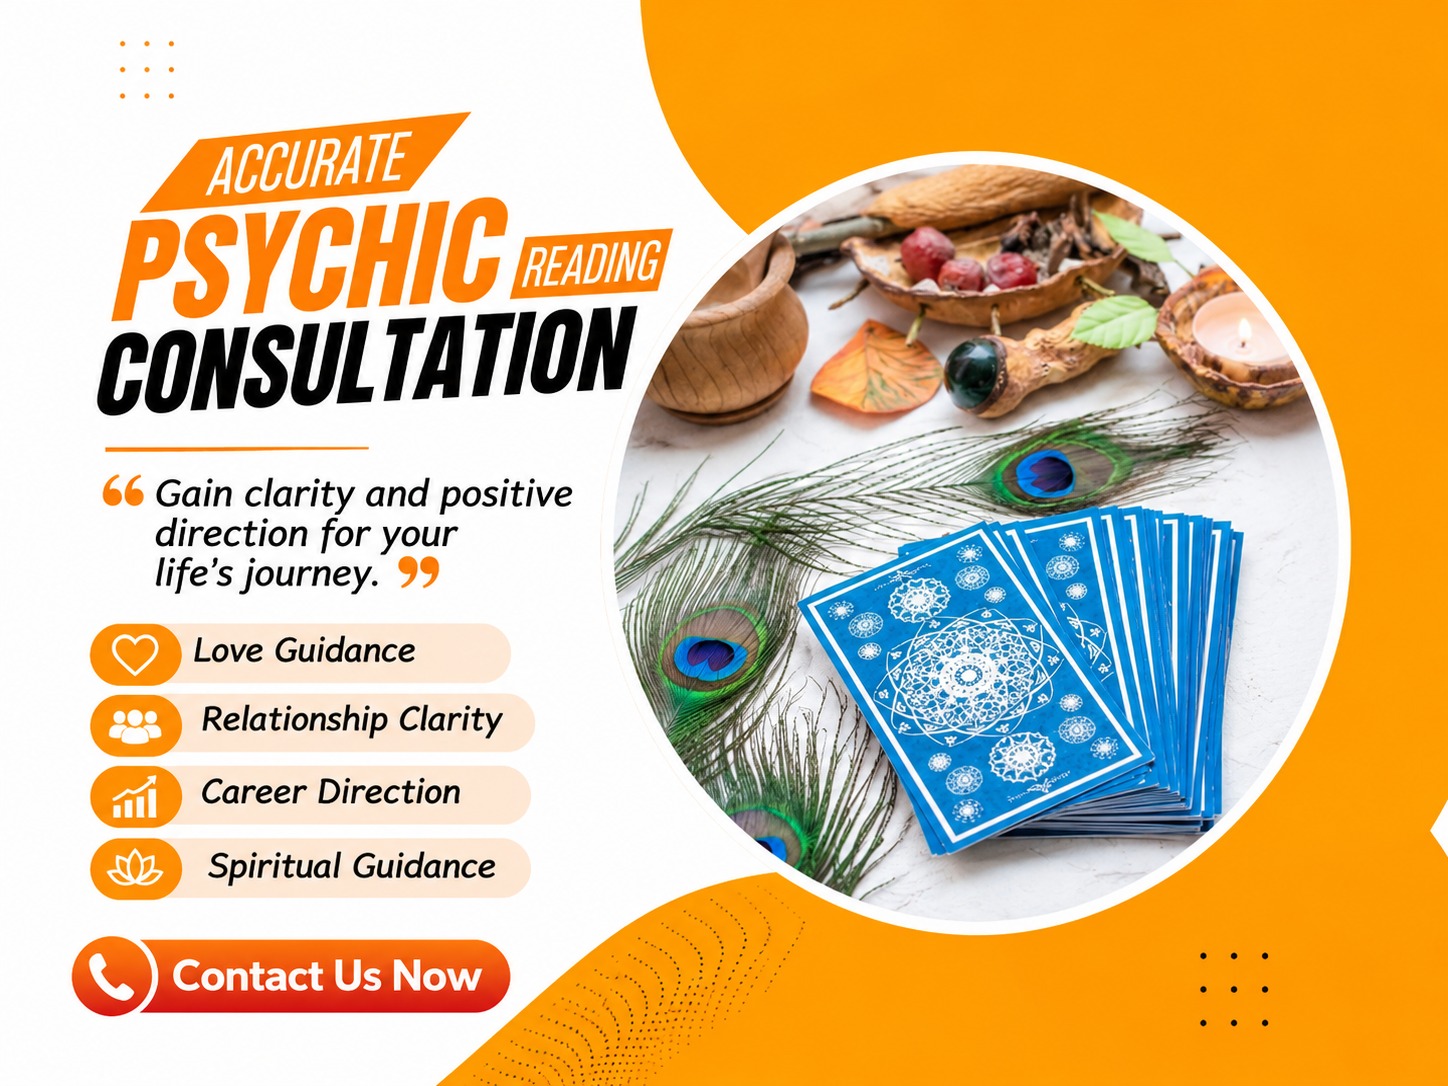 ACCURATE
PSYCHIC READING
CONSULTATION
“Gain clarity and positive
direction for your
life’s journey.”
Love Guidance
Relationship Clarity
Career Direction
Spiritual Guidance
Contact Us Now